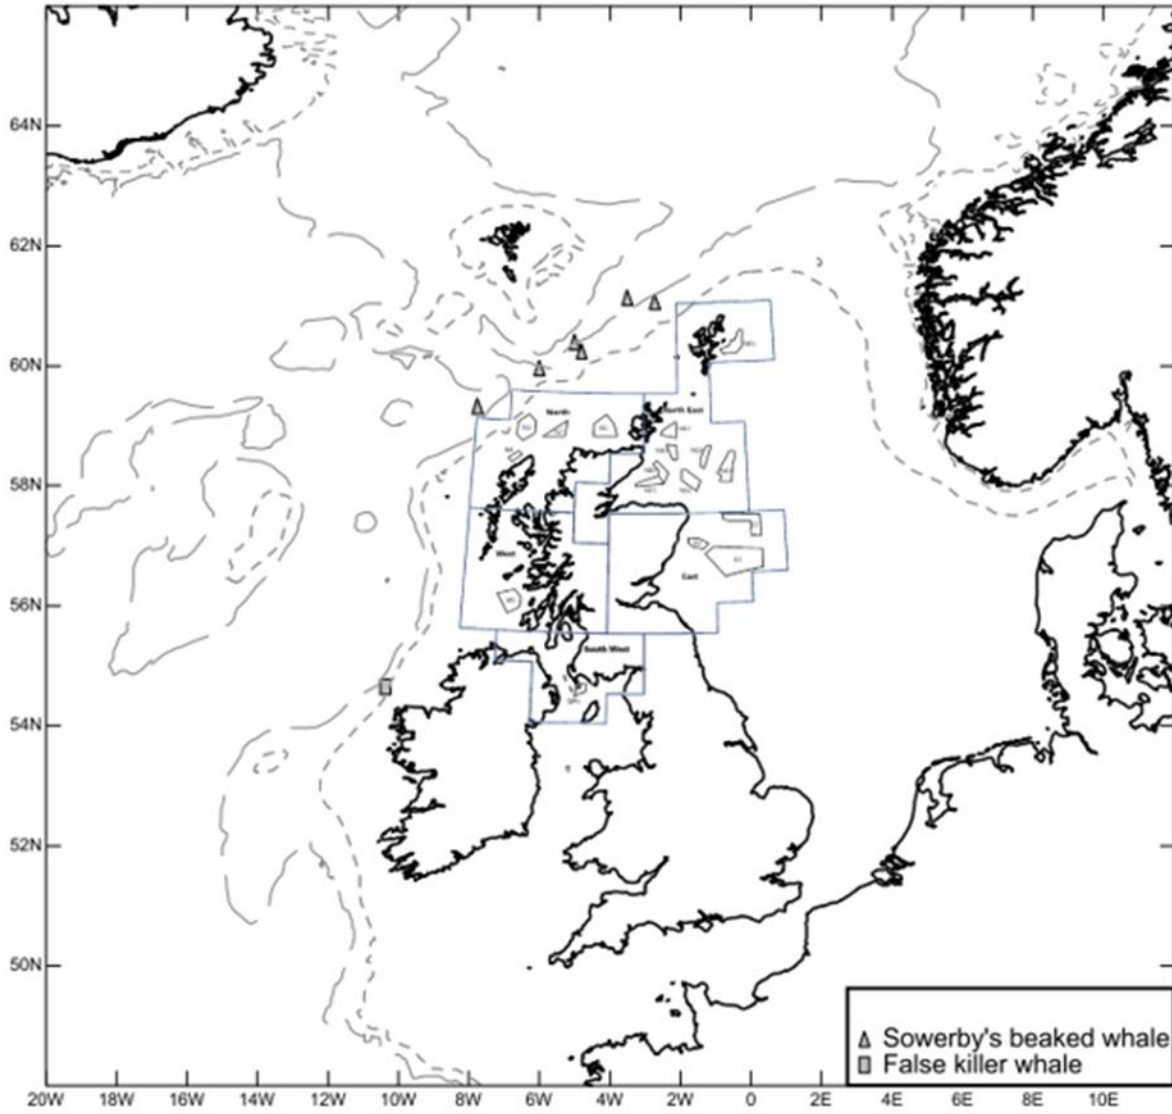 64N
62N
North
North East
60N
58N
West
East
56N
South West
54N
52N
50N
Sowerby's beaked whale
False killer whale
20W 18W 16W 14W 12W 10W 8W 6W 4W 2W 0 2E 4E 6E 8E 10E